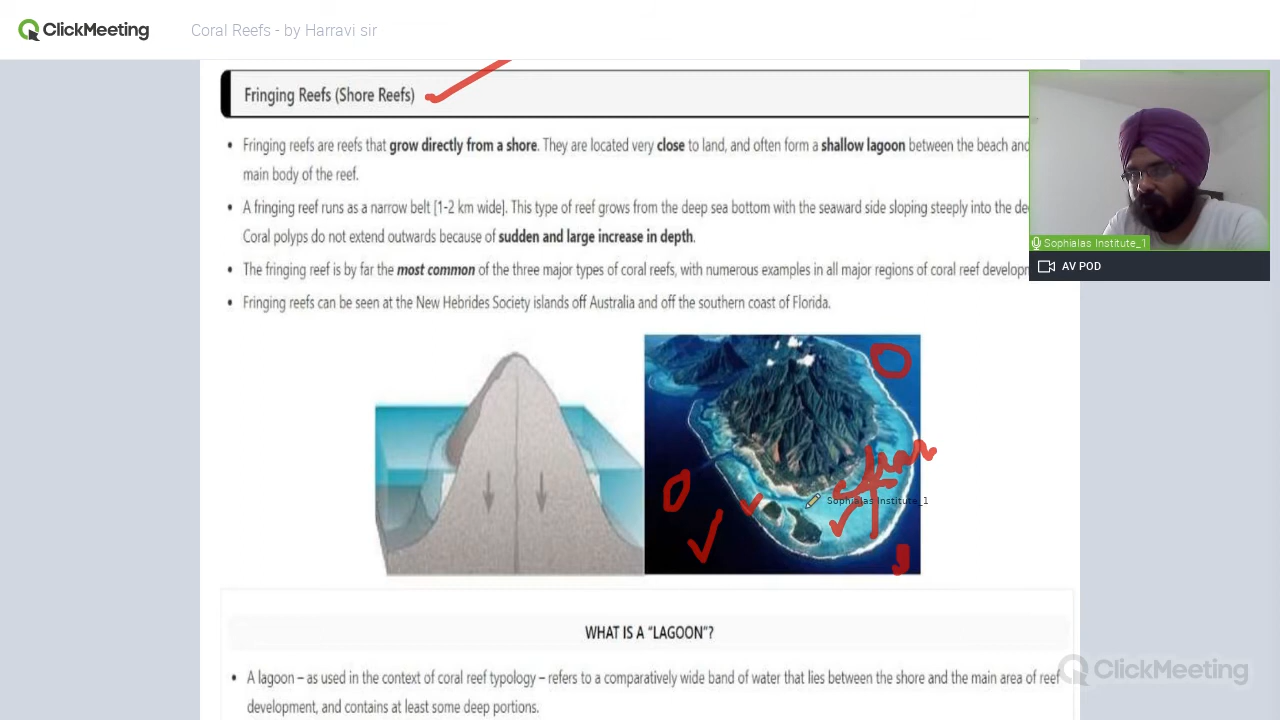 ClickMeeting
Coral Reefs - by Harravi sir
Fringing Reefs (Shore Reefs)
• Fringing reefs are reefs that grow directly from a shore. They are located very close to land, and often form a shallow lagoon between the beach and
main body of the reef.
• A fringing reef runs as a narrow belt [1-2 km wide]. This type of reef grows from the deep sea bottom with the seaward side sloping steeply into the
Coral polyps do not extend outwards because of sudden and large increase in depth.
• The fringing reef is by far the most common of the three major types of coral reefs, with numerous examples in all major regions of coral reef
• Fringing reefs can be seen at the New Hebrides Society islands off Australia and off the southern coast of Florida.
Sophialas Institute_1
AV POD
Sophialas Institute_1
WHAT IS A “LAGOON”?
• A lagoon – as used in the context of coral reef typology – refers to a comparatively wide band of water that lies between the shore and the main area of reef
development, and contains at least some deep portions.
ClickMeeting